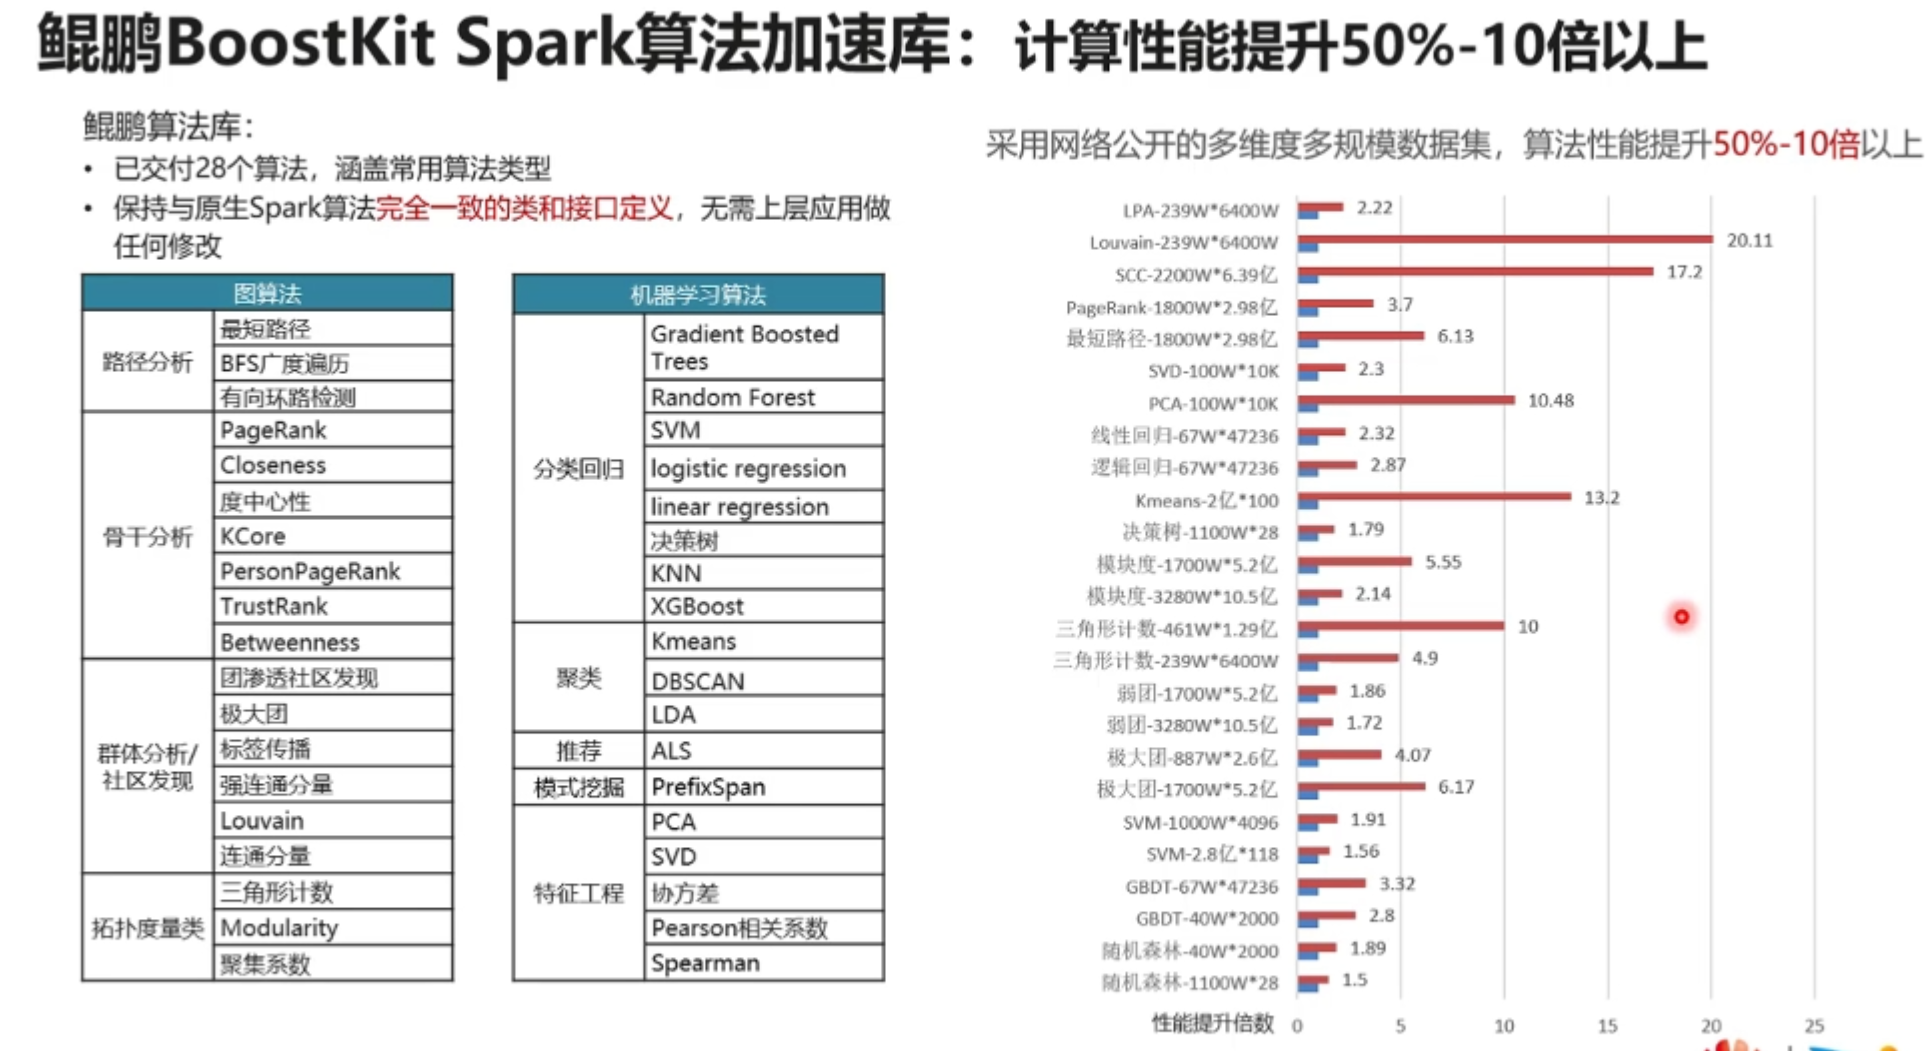 鲲鹏BoostKit Spark算法加速库：计算性能提升50%-10倍以上
鲲鹏算法库：
• 已交付28个算法，涵盖常用算法类型
• 保持与原生Spark算法完全一致的类和接口定义，无需上层应用做
任何修改
图算法
路径分析
最短路径
BFS广度遍历
有向环路检测
骨干分析
PageRank
Closeness
度中心性
KCore
PersonPageRank
TrustRank
Betweenness
群体分析/
社区发现
团渗透社区发现
极大团
标签传播
强连通分量
Louvain
连通分量
拓扑度量类
三角形计数
Modularity
聚集系数
机器学习算法
分类回归
Gradient Boosted
Trees
Random Forest
SVM
logistic regression
linear regression
决策树
KNN
XGBoost
聚类
Kmeans
DBSCAN
LDA
推荐
ALS
模式挖掘
PrefixSpan
特征工程
PCA
SVD
协方差
Pearson相关系数
Spearman
采用网络公开的多维度多规模数据集，算法性能提升50%-10倍以上
LPA-239W*6400W 2.22
Louvain-239W*6400W 20.11
SCC-2200W*6.39亿 17.2
PageRank-1800W*2.98亿 3.7
最短路径-1800W*2.98亿 6.13
SVD-100W*10K 2.3
PCA-100W*10K 10.48
线性回归-67W*47236 2.32
逻辑回归-67W*47236 2.87
Kmeans-2亿*100 13.2
决策树-1100W*28 1.79
模块度-1700W*5.2亿 5.55
模块度-3280W*10.5亿 2.14
三角形计数-461W*1.29亿 10
三角形计数-239W*6400W 4.9
弱团-1700W*5.2亿 1.86
弱团-3280W*10.5亿 1.72
极大团-887W*2.6亿 4.07
极大团-1700W*5.2亿 6.17
SVM-1000W*4096 1.91
SVM-2.8亿*118 1.56
GBDT-67W*47236 3.32
GBDT-40W*2000 2.8
随机森林-40W*2000 1.89
随机森林-1100W*28 1.5
性能提升倍数 0 5 10 15 20 25